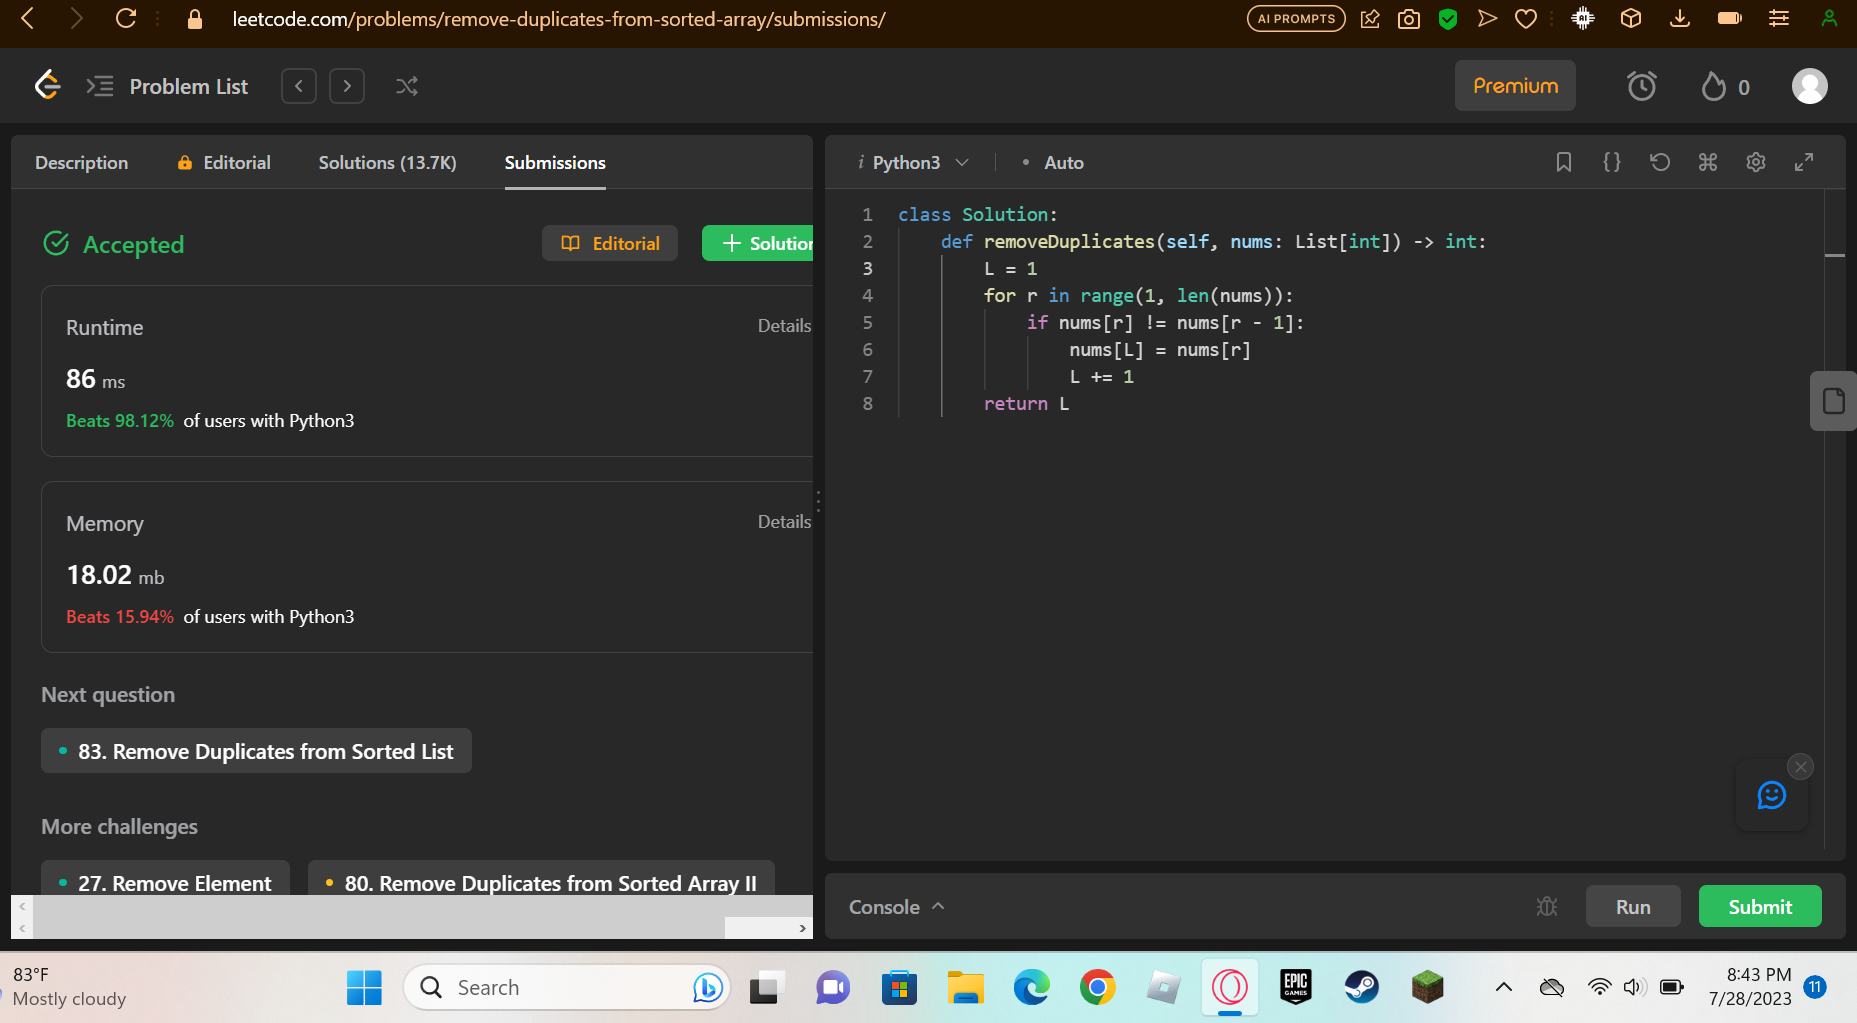 leetcode.com/problems/remove-duplicates-from-sorted-array/submissions/
AI PROMPTS
Problem List
Premium
0
Description
Editorial
Solutions (13.7K)
Submissions
Accepted
Editorial
+ Solution
Runtime
Details
86 ms
Beats 98.12% of users with Python3
Memory
Details
18.02 mb
Beats 15.94% of users with Python3
Next question
83. Remove Duplicates from Sorted List
More challenges
27. Remove Element
80. Remove Duplicates from Sorted Array II
i Python3
• Auto
1 class Solution:
2     def removeDuplicates(self, nums: List[int]) -> int:
3         L = 1
4         for r in range(1, len(nums)):
5             if nums[r] != nums[r - 1]:
6                 nums[L] = nums[r]
7                 L += 1
8         return L
Console
Run
Submit
83°F
Mostly cloudy
Search
EPIC
GAMES
8:43 PM
7/28/2023
11